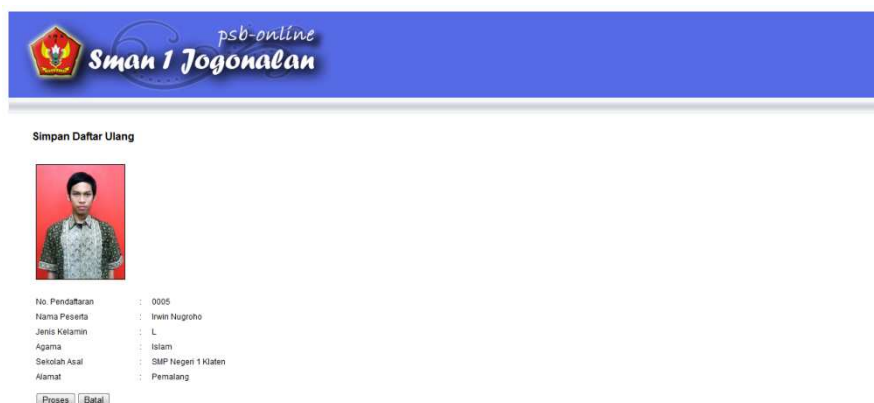 psb-online
Sman 1 Jogonalan
Simpan Daftar Ulang
No. Pendaftaran : 0005
Nama Peserta : Irwin Nugroho
Jenis Kelamin : L
Agama : Islam
Sekolah Asal : SMP Negeri 1 Klaten
Alamat : Pemalang
Proses Batal